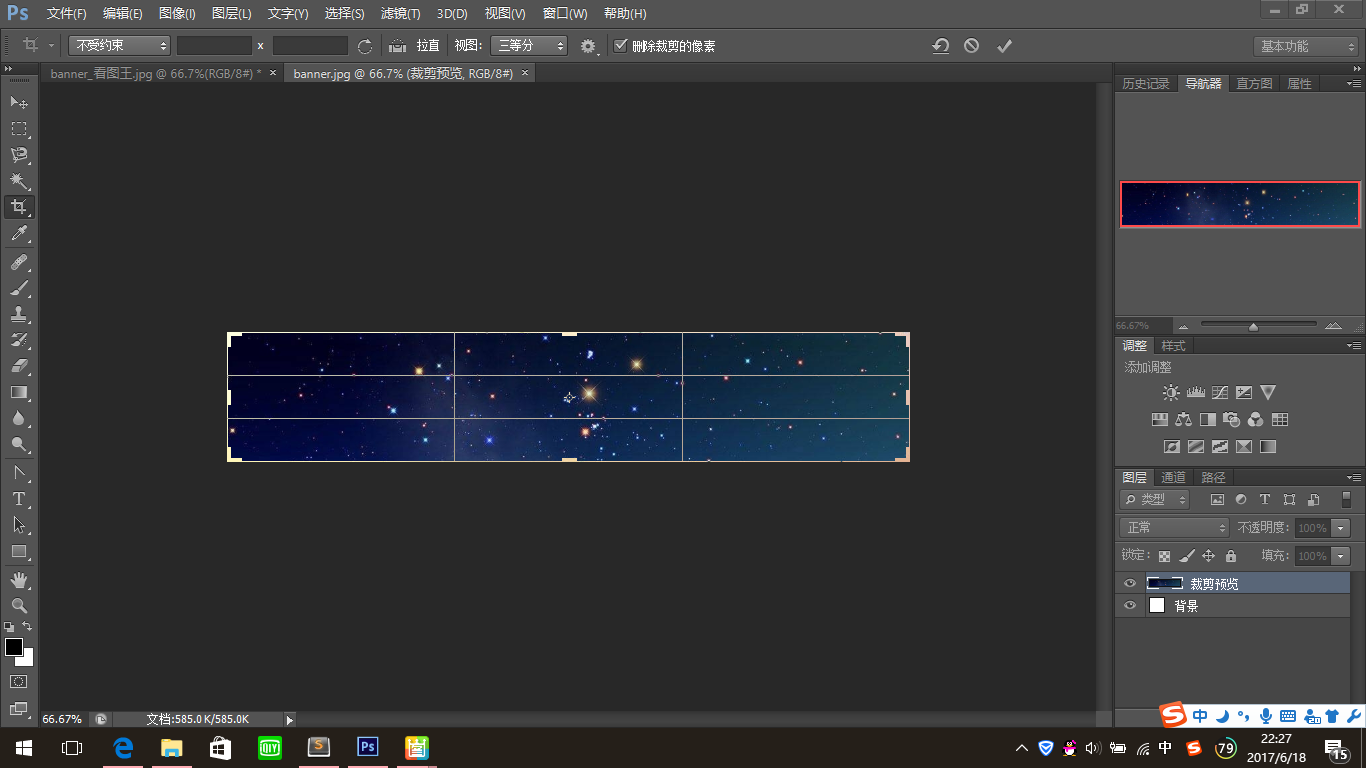 Ps 文件(F) 编辑(E) 图像(I) 图层(L) 文字(Y) 选择(S) 滤镜(T) 3D(D) 视图(V) 窗口(W) 帮助(H)
不受约束 x 拉直 视图: 三等分 删除裁剪的像素 基本功能
banner_看图王.jpg @ 66.7%(RGB/8#) * × banner.jpg @ 66.7% (裁剪预览, RGB/8#) ×
历史记录 导航器 直方图 属性
66.67%
调整 样式
添加调整
图层 通道 路径
类型
正常 不透明度: 100%
锁定: 填充: 100%
裁剪预览
背景
T
66.67% 文档:585.0K/585.0K
S 中
QIY S Ps 图
中 S 79
22:27
2017/6/18
15